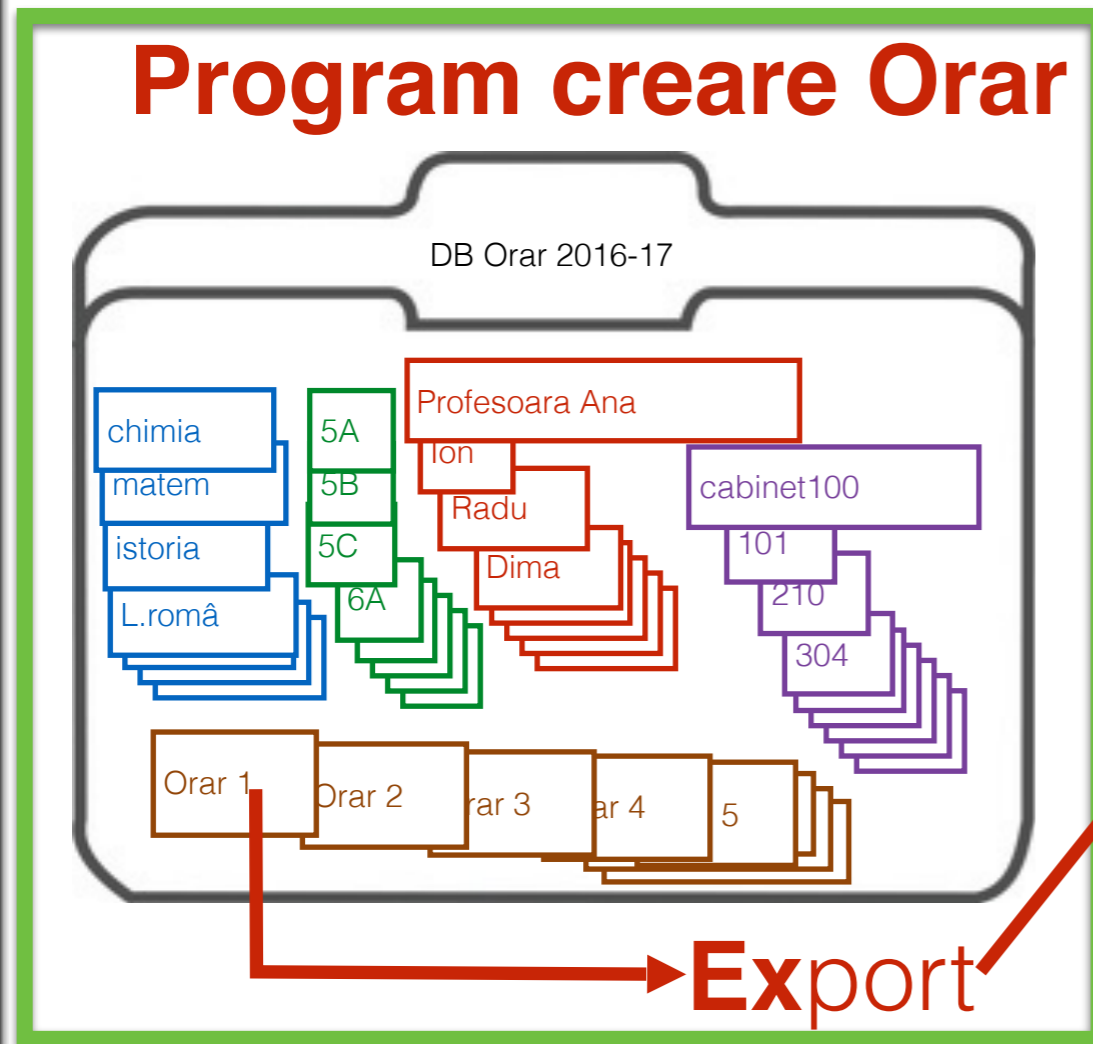 Program creare Orar
DB Orar 2016-17
chimia
matem
istoria
L.româ
5A
5B
5C
6A
Profesoara Ana
Ion
Radu
Dima
cabinet100
101
210
304
Orar 1
Orar 2
rar 3
ar 4
5
Export